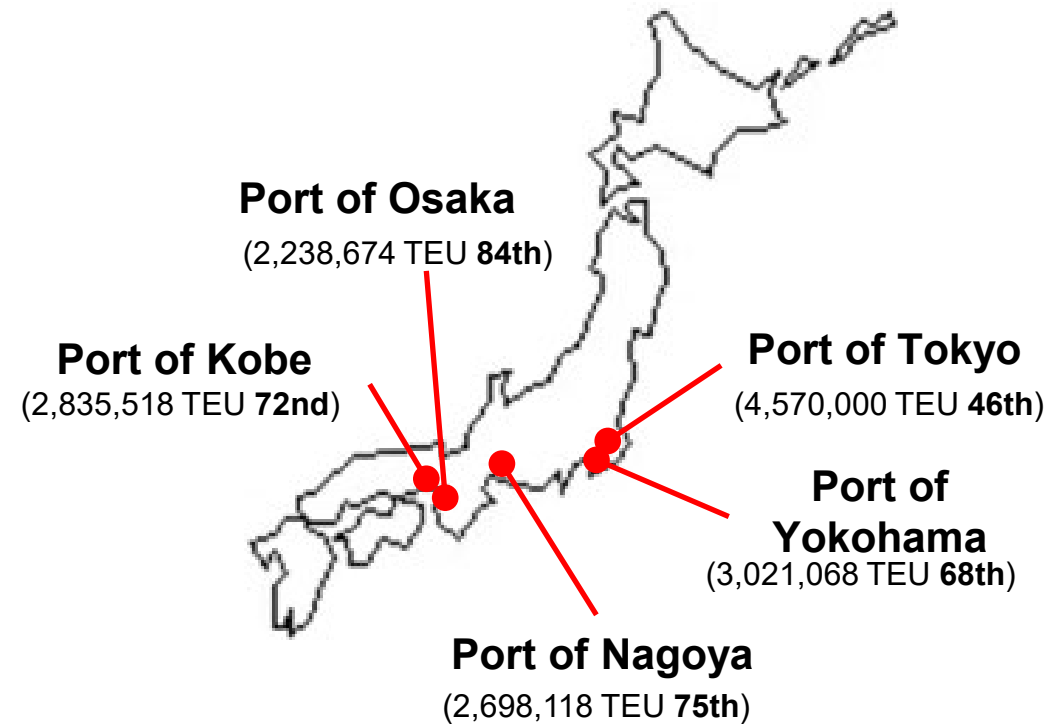 Port of Osaka
(2,238,674 TEU 84th)
Port of Kobe
(2,835,518 TEU 72nd)
Port of Tokyo
(4,570,000 TEU 46th)
Port of
Yokohama
(3,021,068 TEU 68th)
Port of Nagoya
(2,698,118 TEU 75th)